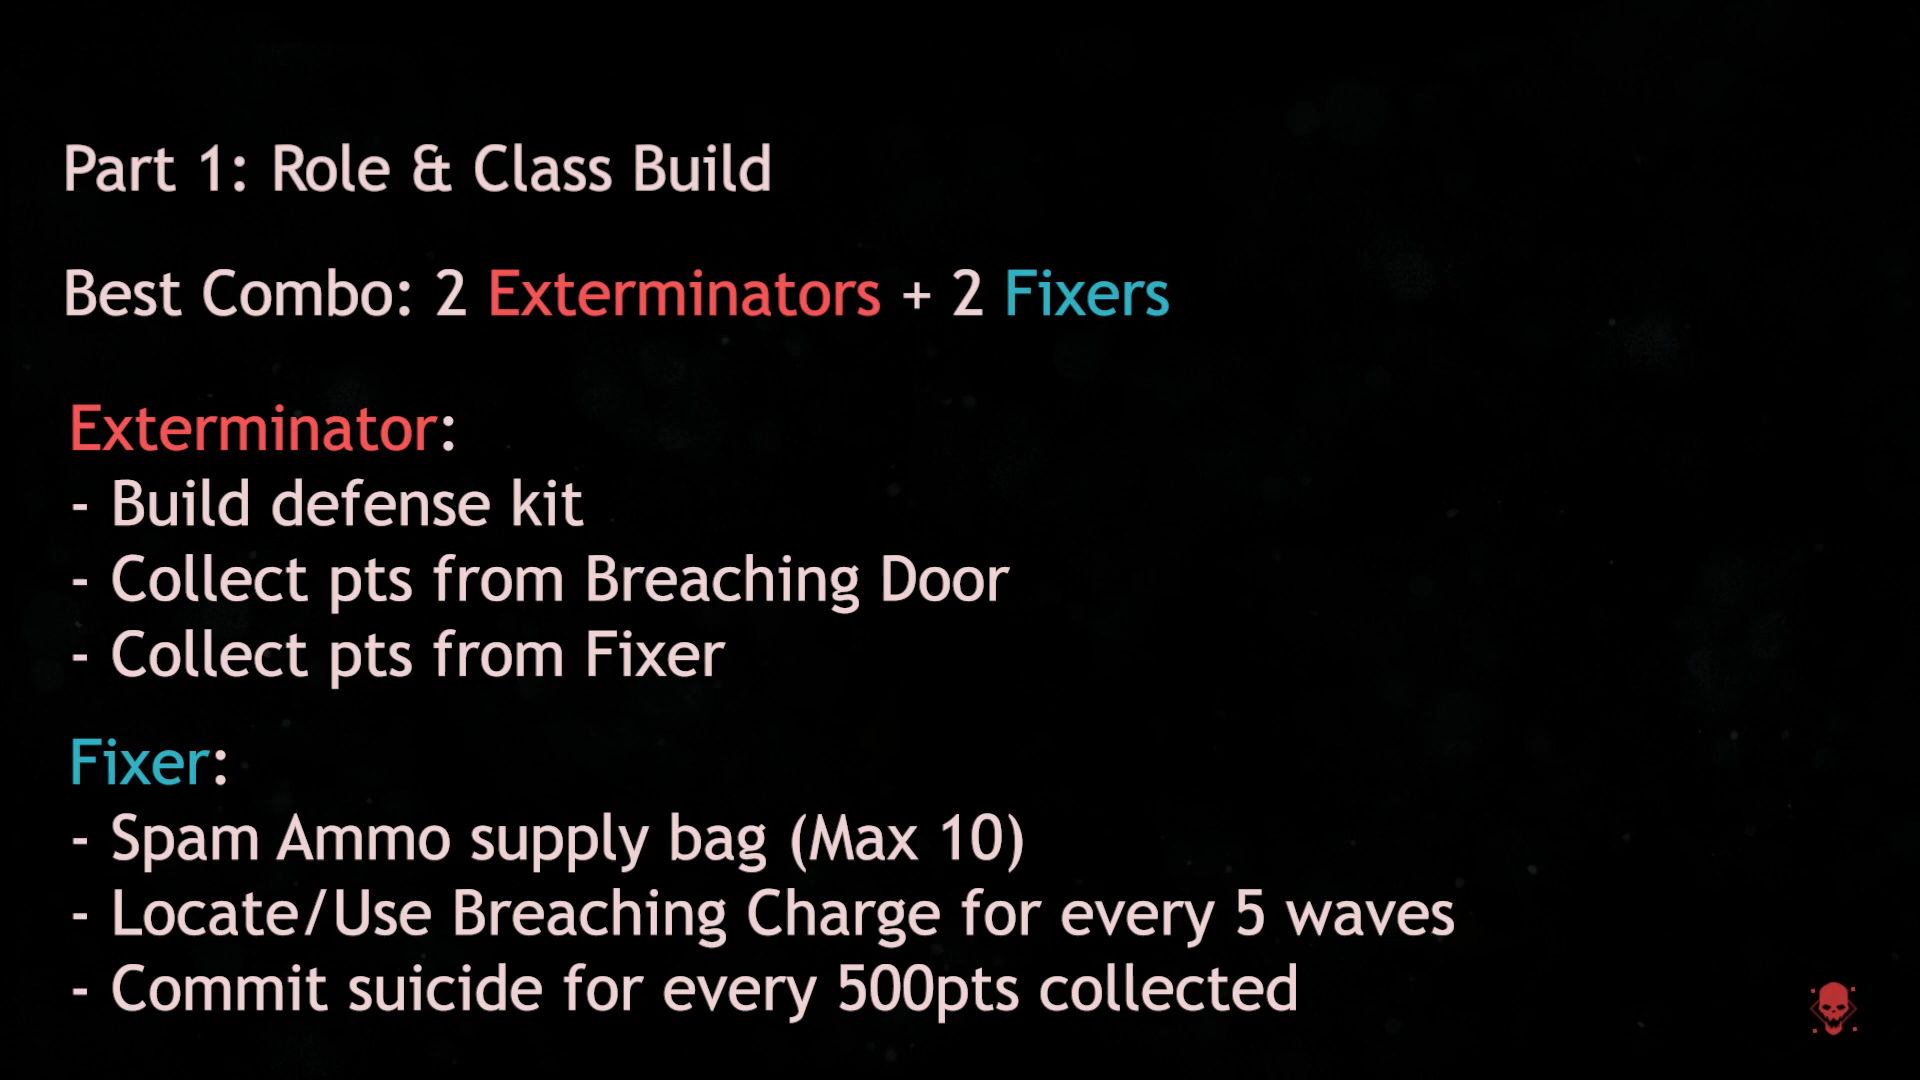 Part 1: Role & Class Build
Best Combo: 2 Exterminators + 2 Fixers
Exterminator:
- Build defense kit
- Collect pts from Breaching Door
- Collect pts from Fixer
Fixer:
- Spam Ammo supply bag (Max 10)
- Locate/Use Breaching Charge for every 5 waves
- Commit suicide for every 500pts collected